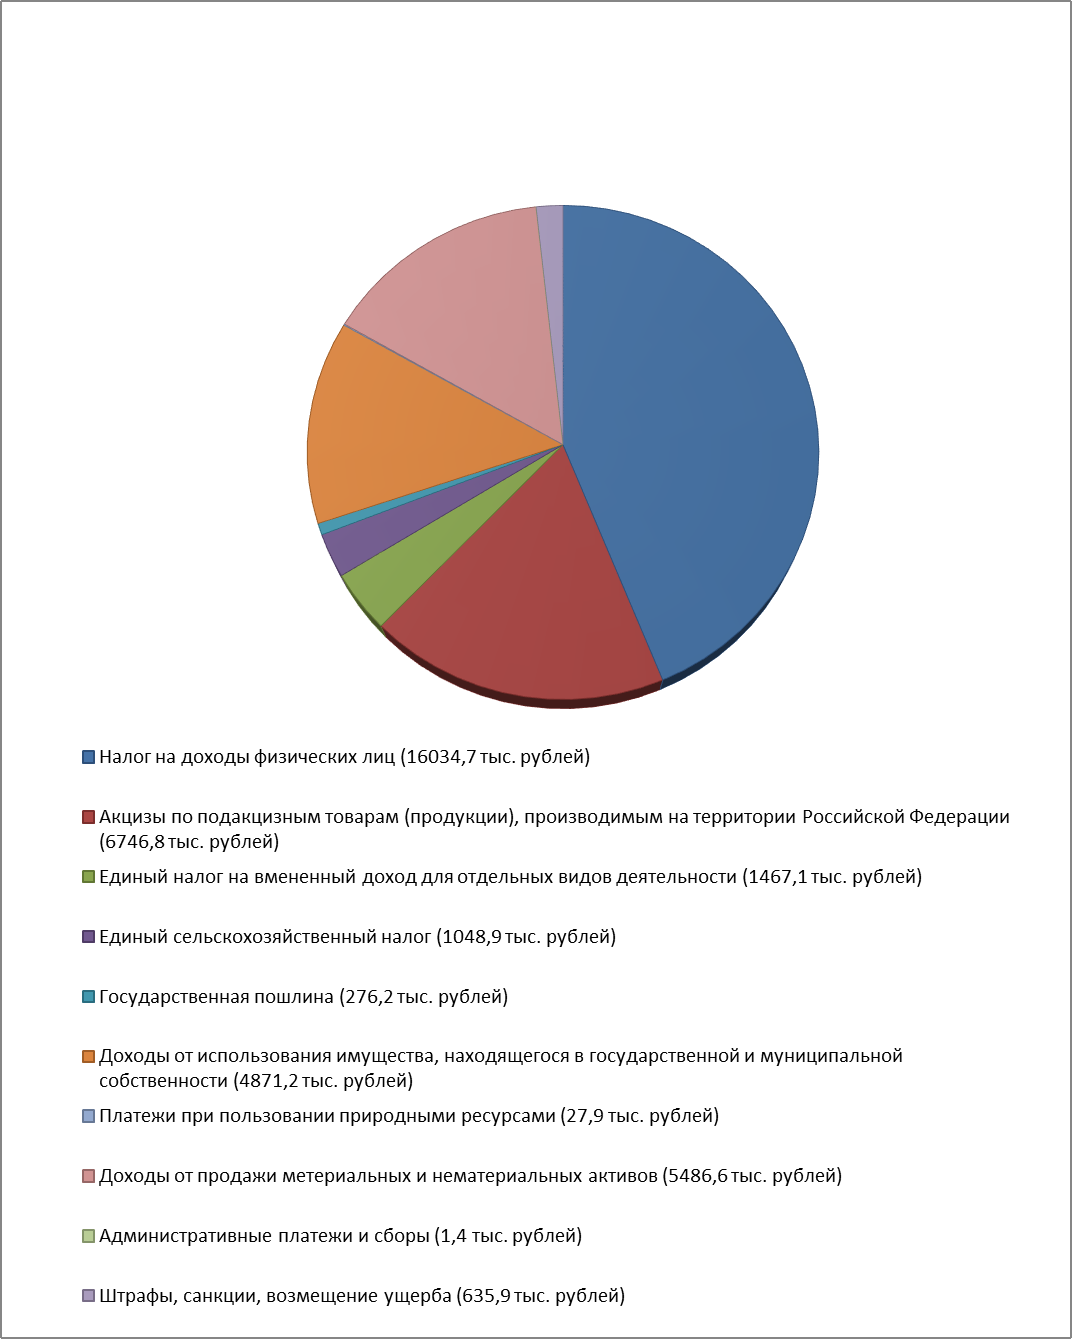 Налог на доходы физических лиц (16034,7 тыс. рублей)
Акцизы по подакцизным товарам (продукции), производимым на территории Российской Федерации
(6746,8 тыс. рублей)
Единый налог на вмененный доход для отдельных видов деятельности (1467,1 тыс. рублей)
Единый сельскохозяйственный налог (1048,9 тыс. рублей)
Государственная пошлина (276,2 тыс. рублей)
Доходы от использования имущества, находящегося в государственной и муниципальной
собственности (4871,2 тыс. рублей)
Платежи при пользовании природными ресурсами (27,9 тыс. рублей)
Доходы от продажи метериальных и нематериальных активов (5486,6 тыс. рублей)
Административные платежи и сборы (1,4 тыс. рублей)
Штрафы, санкции, возмещение ущерба (635,9 тыс. рублей)